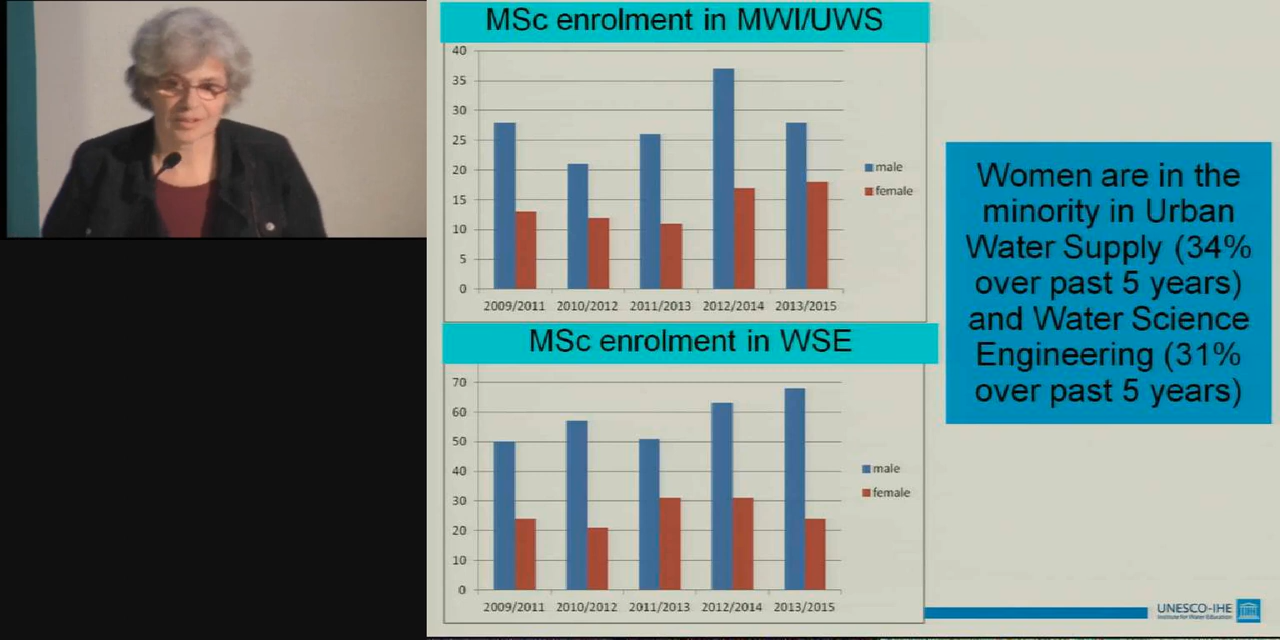 MSc enrolment in MWI/UWS
40
35
30
25
20
15
10
5
0
2009/2011 2010/2012 2011/2013 2012/2014 2013/2015
male
female
MSc enrolment in WSE
70
60
50
40
30
20
10
0
2009/2011 2010/2012 2011/2013 2012/2014 2013/2015
male
female
Women are in the
minority in Urban
Water Supply (34%
over past 5 years)
and Water Science
Engineering (31%
over past 5 years)
UNESCO-IHE
Institute for Water Education